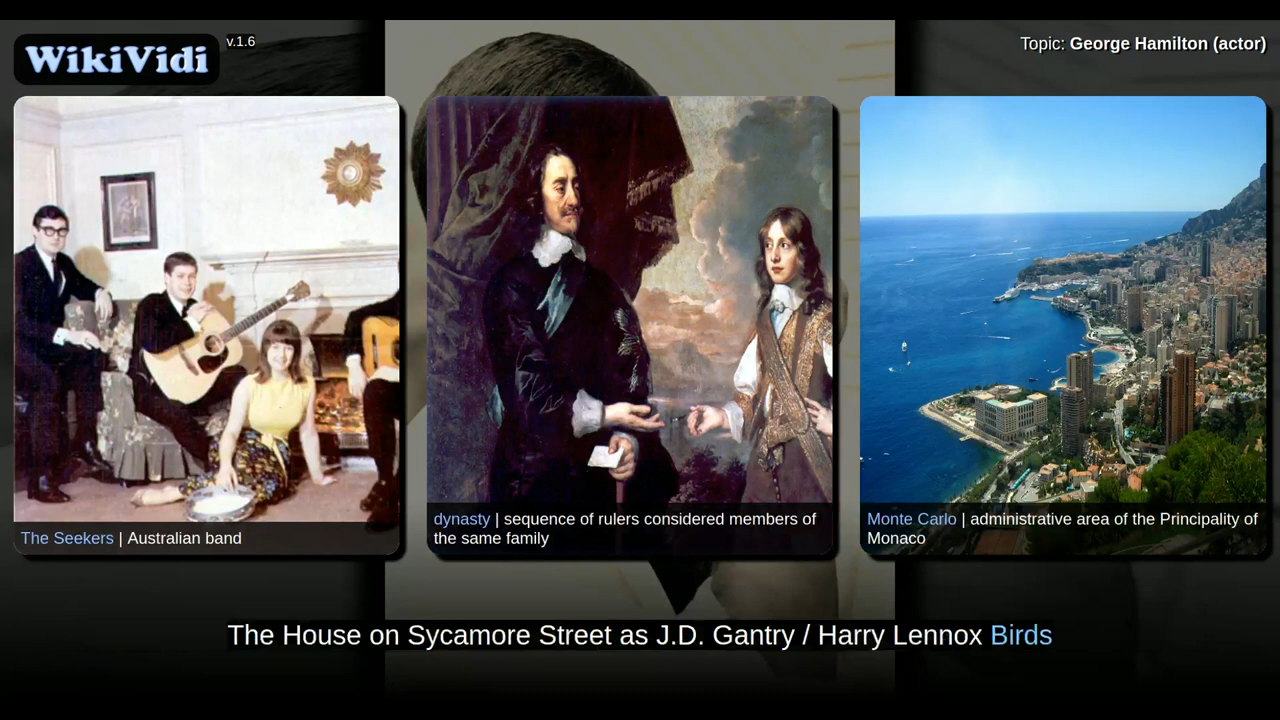 WikiVidi
v.1.6
Topic: George Hamilton (actor)
The Seekers | Australian band
dynasty | sequence of rulers considered members of
the same family
Monte Carlo | administrative area of the Principality of
Monaco
The House on Sycamore Street as J.D. Gantry / Harry Lennox Birds